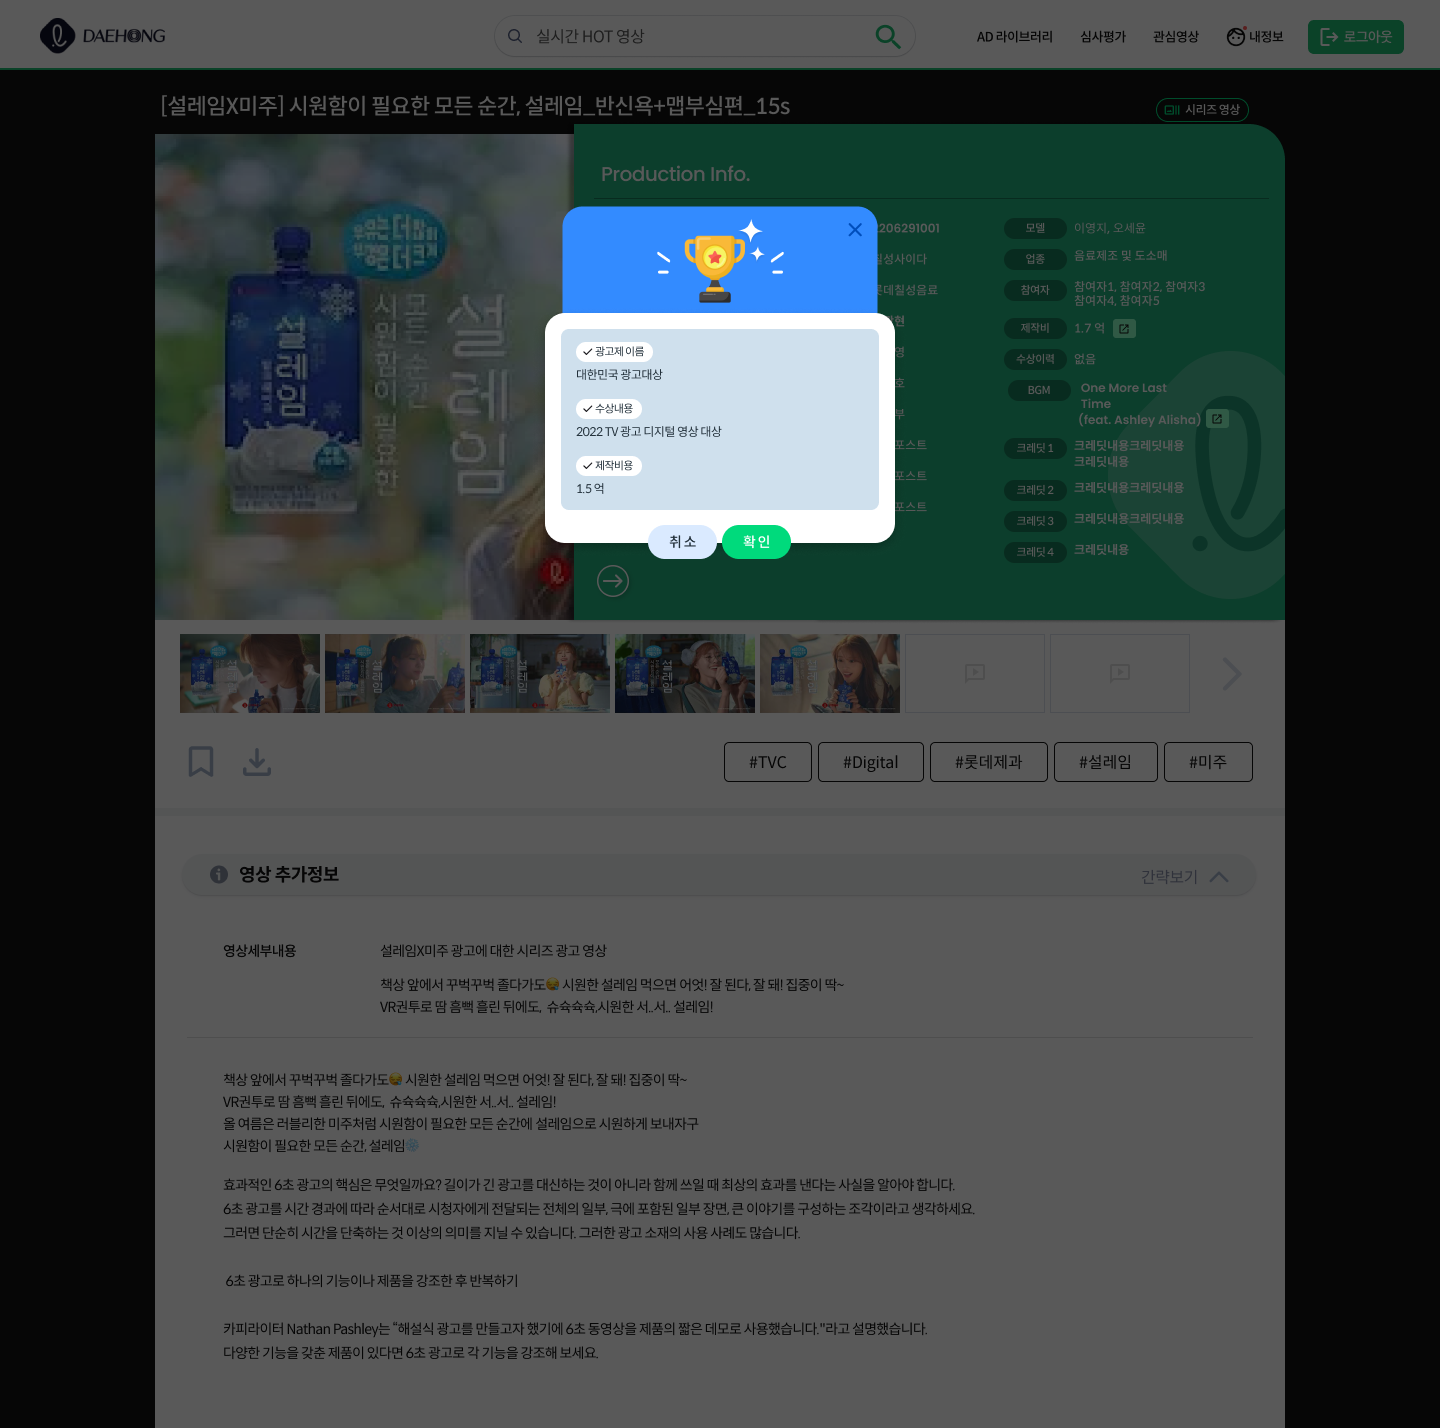 DAEHONG
실시간 HOT 영상
AD 라이브러리
심사평가
관심영상
내정보
로그아웃
[설레임X미주] 시원함이 필요한 모든 순간, 설레임_반신욕+맵부심편_15s
시리즈 영상
Production Info.
206291001
칠성사이다
롯데칠성음료
현
영
호
부
포스트
포스트
포스트
모델
이영지, 오세윤
업종
음료제조 및 도소매
참여자
참여자1, 참여자2, 참여자3
참여자4, 참여자5
제작비
1.7 억
수상이력
없음
BGM
One More Last
Time
(feat. Ashley Alisha)
크레딧 1
크레딧내용크레딧내용
크레딧내용
크레딧 2
크레딧내용크레딧내용
크레딧 3
크레딧내용크레딧내용
크레딧 4
크레딧내용
설레임
설레임
광고제 이름
대한민국 광고대상
수상내용
2022 TV 광고 디지털 영상 대상
제작비용
1.5 억
취소
확인
#TVC
#Digital
#롯데제과
#설레임
#미주
영상 추가정보
간략보기
영상세부내용
설레임X미주 광고에 대한 시리즈 광고 영상
책상 앞에서 꾸벅꾸벅 졸다가도😪 시원한 설레임 먹으면 어엇! 잘 된다, 잘 돼! 집중이 딱~
VR권투로 땀 흠뻑 흘린 뒤에도, 슈슉슉슉,시원한 서..서.. 설레임!
책상 앞에서 꾸벅꾸벅 졸다가도😪 시원한 설레임 먹으면 어엇! 잘 된다, 잘 돼! 집중이 딱~
VR권투로 땀 흠뻑 흘린 뒤에도, 슈슉슉슉,시원한 서..서.. 설레임!
올 여름은 러블리한 미주처럼 시원함이 필요한 모든 순간에 설레임으로 시원하게 보내자구
시원함이 필요한 모든 순간, 설레임
효과적인 6초 광고의 핵심은 무엇일까요? 길이가 긴 광고를 대신하는 것이 아니라 함께 쓰일 때 최상의 효과를 낸다는 사실을 알아야 합니다.
6초 광고를 시간 경과에 따라 순서대로 시청자에게 전달되는 전체의 일부, 극에 포함된 일부 장면, 큰 이야기를 구성하는 조각이라고 생각하세요.
그러면 단순히 시간을 단축하는 것 이상의 의미를 지닐 수 있습니다. 그러한 광고 소재의 사용 사례도 많습니다.
6초 광고로 하나의 기능이나 제품을 강조한 후 반복하기
카피라이터 Nathan Pashley는 “해설식 광고를 만들고자 했기에 6초 동영상을 제품의 짧은 데모로 사용했습니다."라고 설명했습니다.
다양한 기능을 갖춘 제품이 있다면 6초 광고로 각 기능을 강조해 보세요.